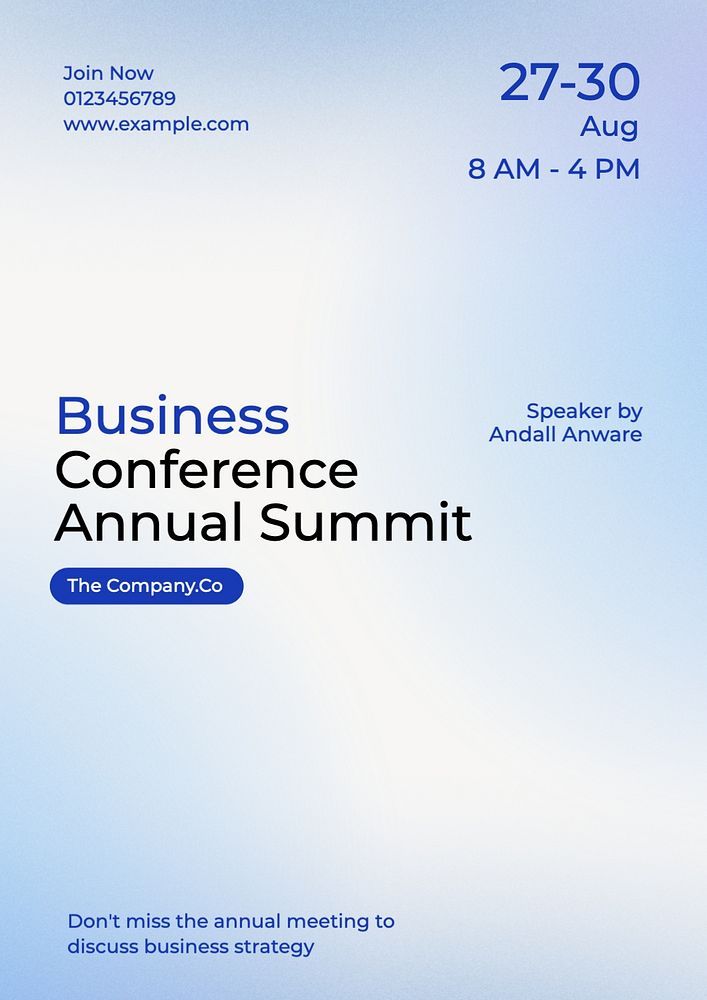 Join Now
0123456789
www.example.com
27-30
Aug
8 AM - 4 PM
Business
Conference
Annual Summit
The Company.Co
Speaker by
Andall Anware
Don't miss the annual meeting to
discuss business strategy